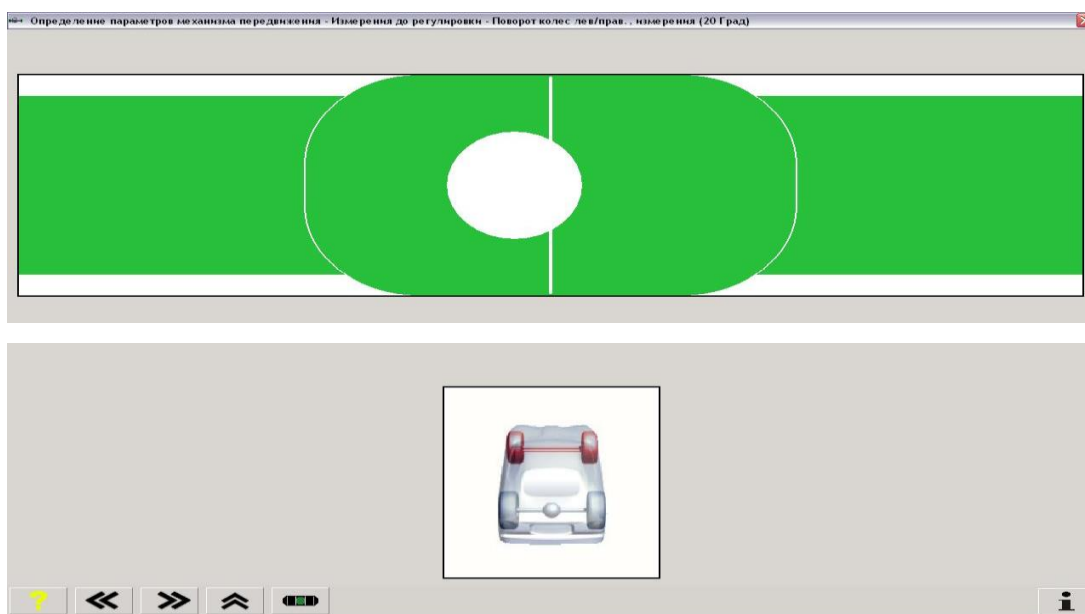 Определение параметров механизма передвижения - Измерения до регулировки - Поворот колес лев/прав. , измерения (20 Град)
?
i